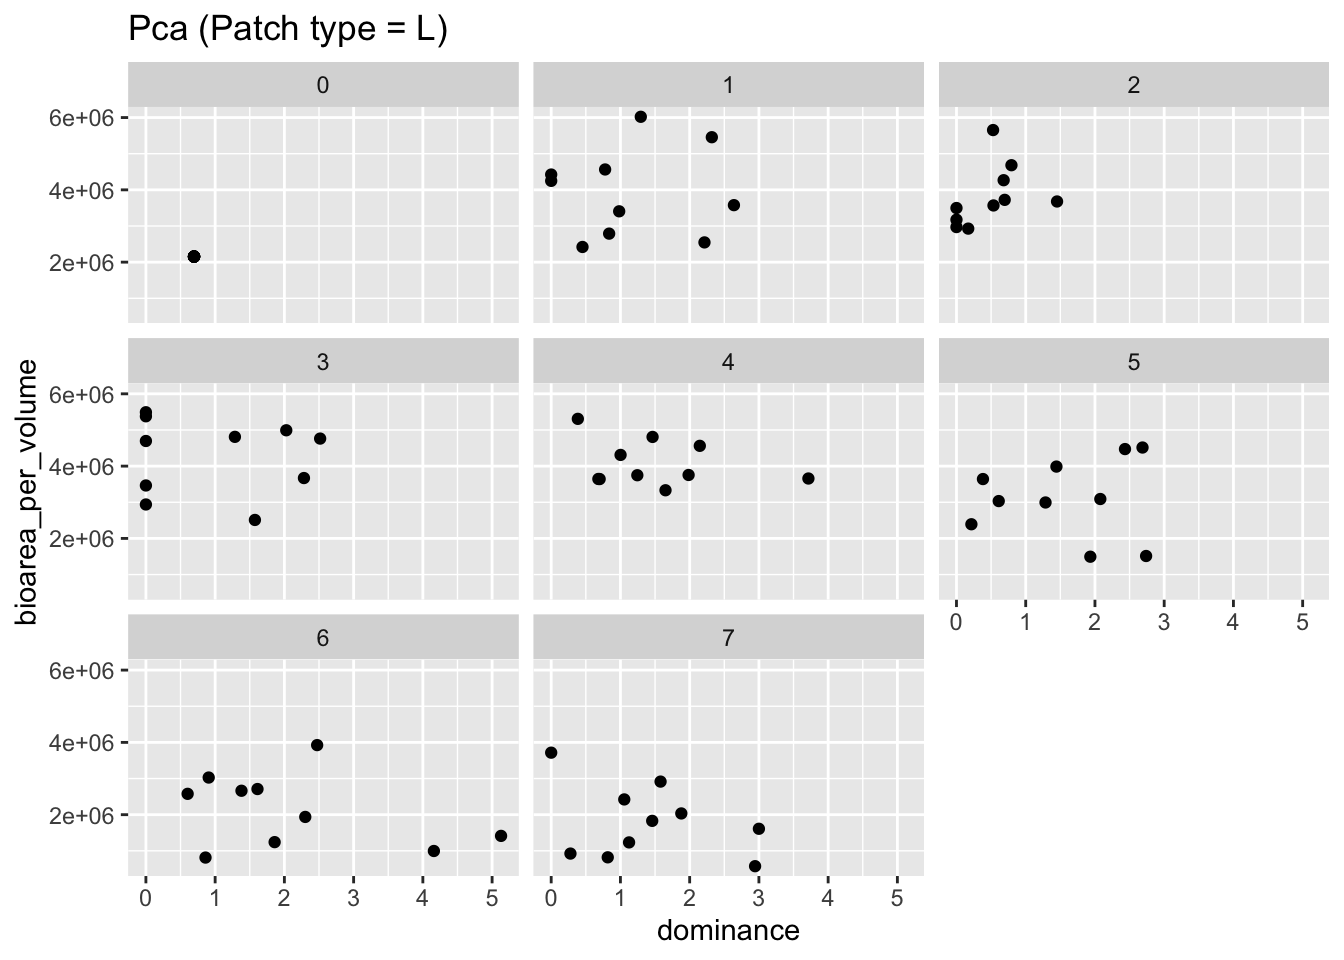 Pca (Patch type = L)
0 1 2
6e+06
4e+06
2e+06
3 4 5
6e+06
4e+06
2e+06
0 1 2 3 4 5
6 7
6e+06
4e+06
2e+06
0 1 2 3 4 5 0 1 2 3 4 5
bioarea_per_volume
dominance